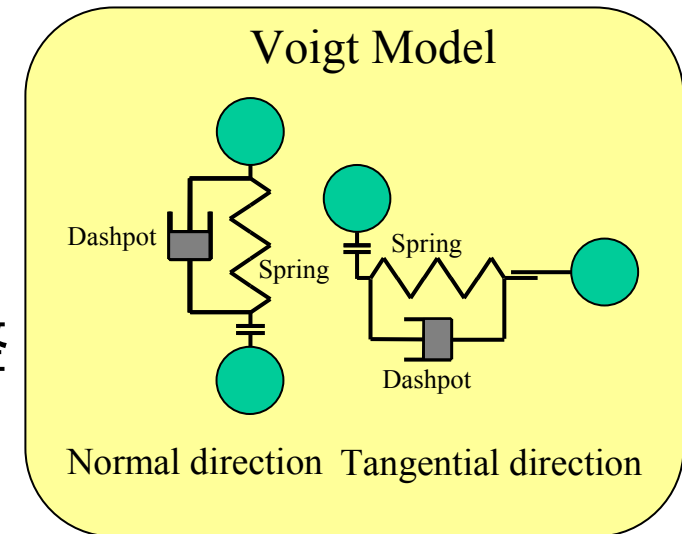 Voigt Model
Dashpot
Spring
Spring
Dashpot
Normal direction
Tangential direction